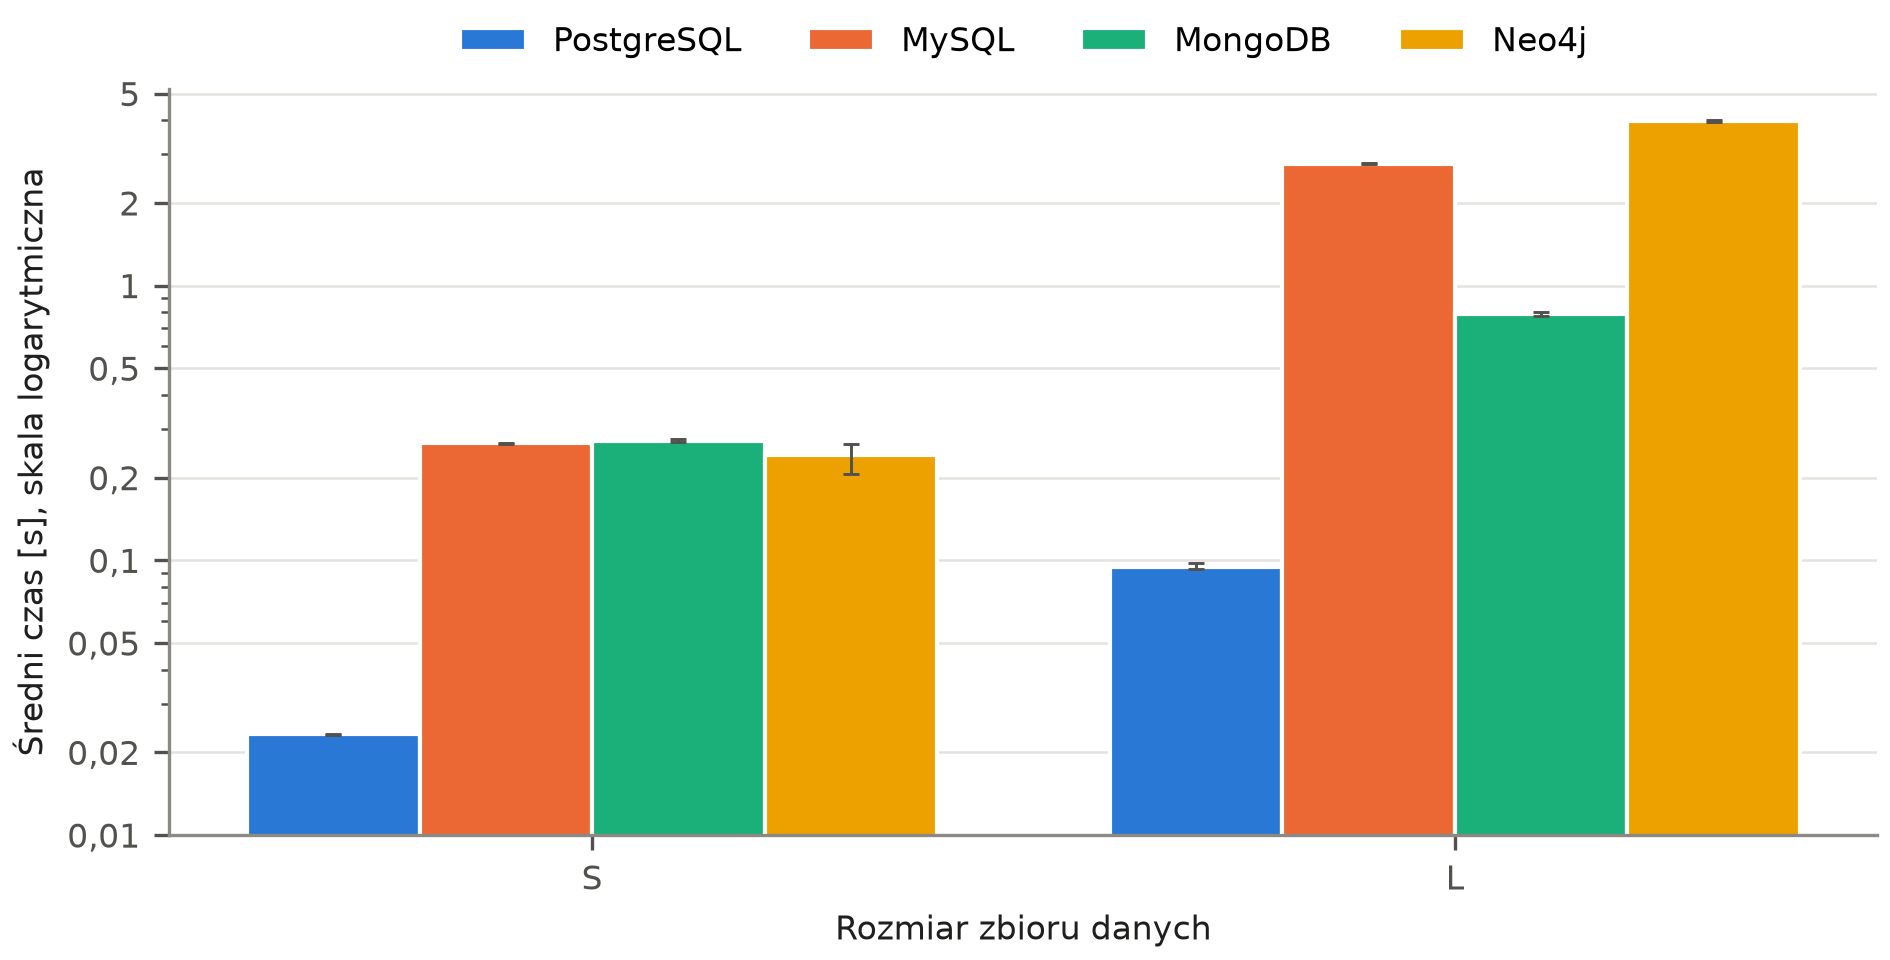 PostgreSQL MySQL MongoDB Neo4j
Średni czas [s], skala logarytmiczna
5
2
1
0,5
0,2
0,1
0,05
0,02
0,01
S L
Rozmiar zbioru danych